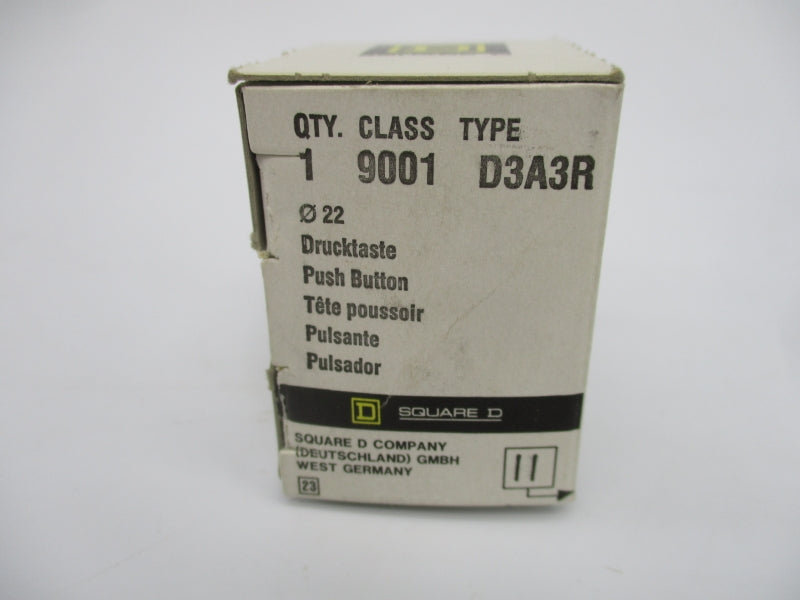 QTY. CLASS TYPE
1 9001 D3A3R
Ø 22
Drucktaste
Push Button
Tête poussoir
Pulsante
Pulsador
D SQUARE D
SQUARE D COMPANY
(DEUTSCHLAND) GMBH
WEST GERMANY
23